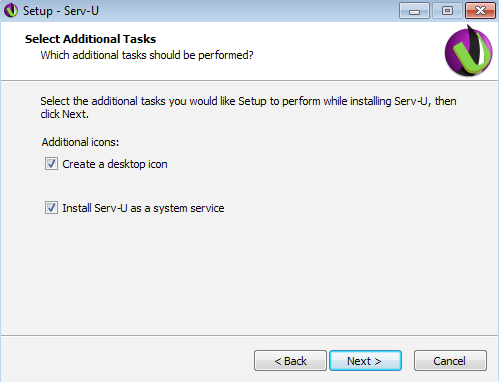 Setup - Serv-U
Select Additional Tasks
Which additional tasks should be performed?
Select the additional tasks you would like Setup to perform while installing Serv-U, then
click Next.
Additional icons:
Create a desktop icon
Install Serv-U as a system service
< Back
Next >
Cancel